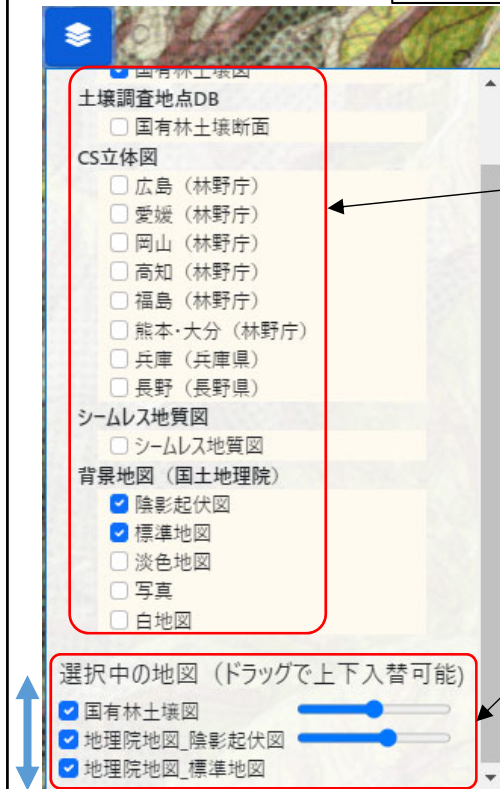 国有林土壌図
土壌調査地点DB
国有林土壌断面
CS立体図
広島（林野庁）
愛媛（林野庁）
岡山（林野庁）
高知（林野庁）
福島（林野庁）
熊本・大分（林野庁）
兵庫（兵庫県）
長野（長野県）
シームレス地質図
シームレス地質図
背景地図（国土地理院）
陰影起伏図
標準地図
淡色地図
写真
白地図
選択中の地図（ドラッグで上下入替可能）
国有林土壌図
地理院地図_陰影起伏図
地理院地図_標準地図